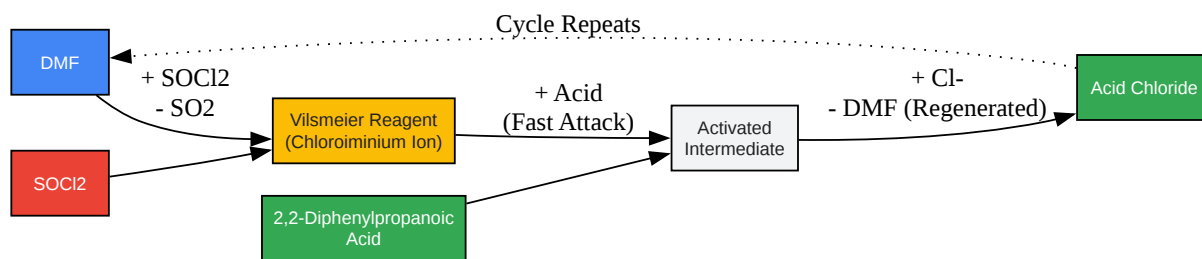 Cycle Repeats
DMF
+ SOCl2
- SO2
SOCl2
Vilsmeier Reagent
(Chloroiminium Ion)
2,2-Diphenylpropanoic
Acid
+ Acid
(Fast Attack)
Activated
Intermediate
+ Cl-
- DMF (Regenerated)
Acid Chloride